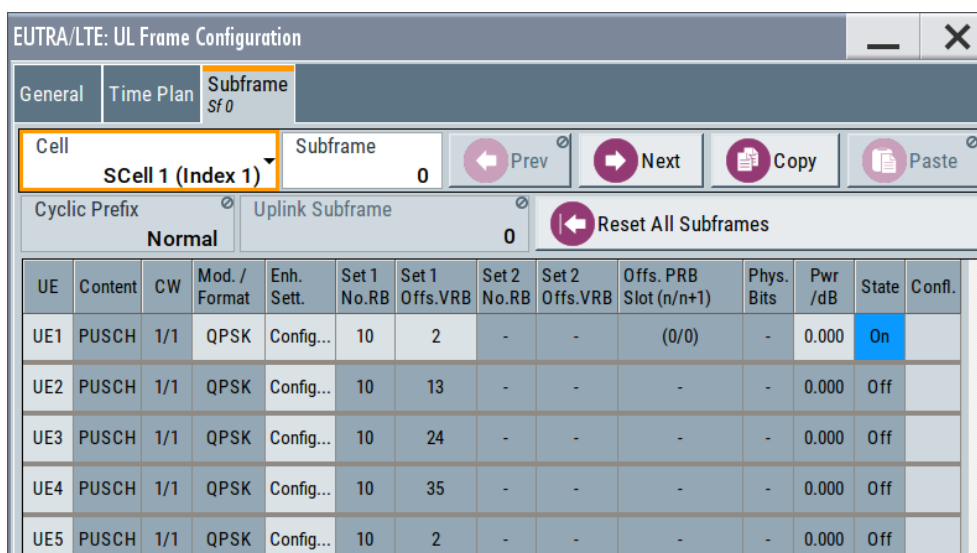 EUTRA/LTE: UL Frame Configuration
General Time Plan Subframe
Sf 0
Cell Subframe Prev Next Copy Paste
SCell 1 (Index 1) 0
Cyclic Prefix Uplink Subframe Reset All Subframes
Normal 0
UE Content CW Mod. / Enh. Set 1 Set 1 Set 2 Set 2 Offs. PRB Phys. Pwr State Confl.
Format Sett. No.RB Offs.VRB No.RB Offs.VRB Slot (n/n+1) Bits /dB
UE1 PUSCH 1/1 QPSK Config... 10 2 - - (0/0) - 0.000 On
UE2 PUSCH 1/1 QPSK Config... 10 13 - - - - 0.000 Off
UE3 PUSCH 1/1 QPSK Config... 10 24 - - - - 0.000 Off
UE4 PUSCH 1/1 QPSK Config... 10 35 - - - - 0.000 Off
UE5 PUSCH 1/1 QPSK Config... 10 2 - - - - 0.000 Off